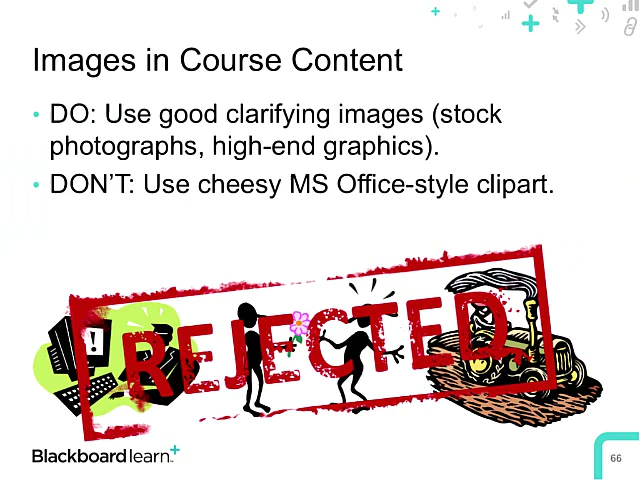 Images in Course Content
• DO: Use good clarifying images (stock
photographs, high-end graphics).
• DON'T: Use cheesy MS Office-style clipart.
!
REJECTED
Blackboard learn+
66